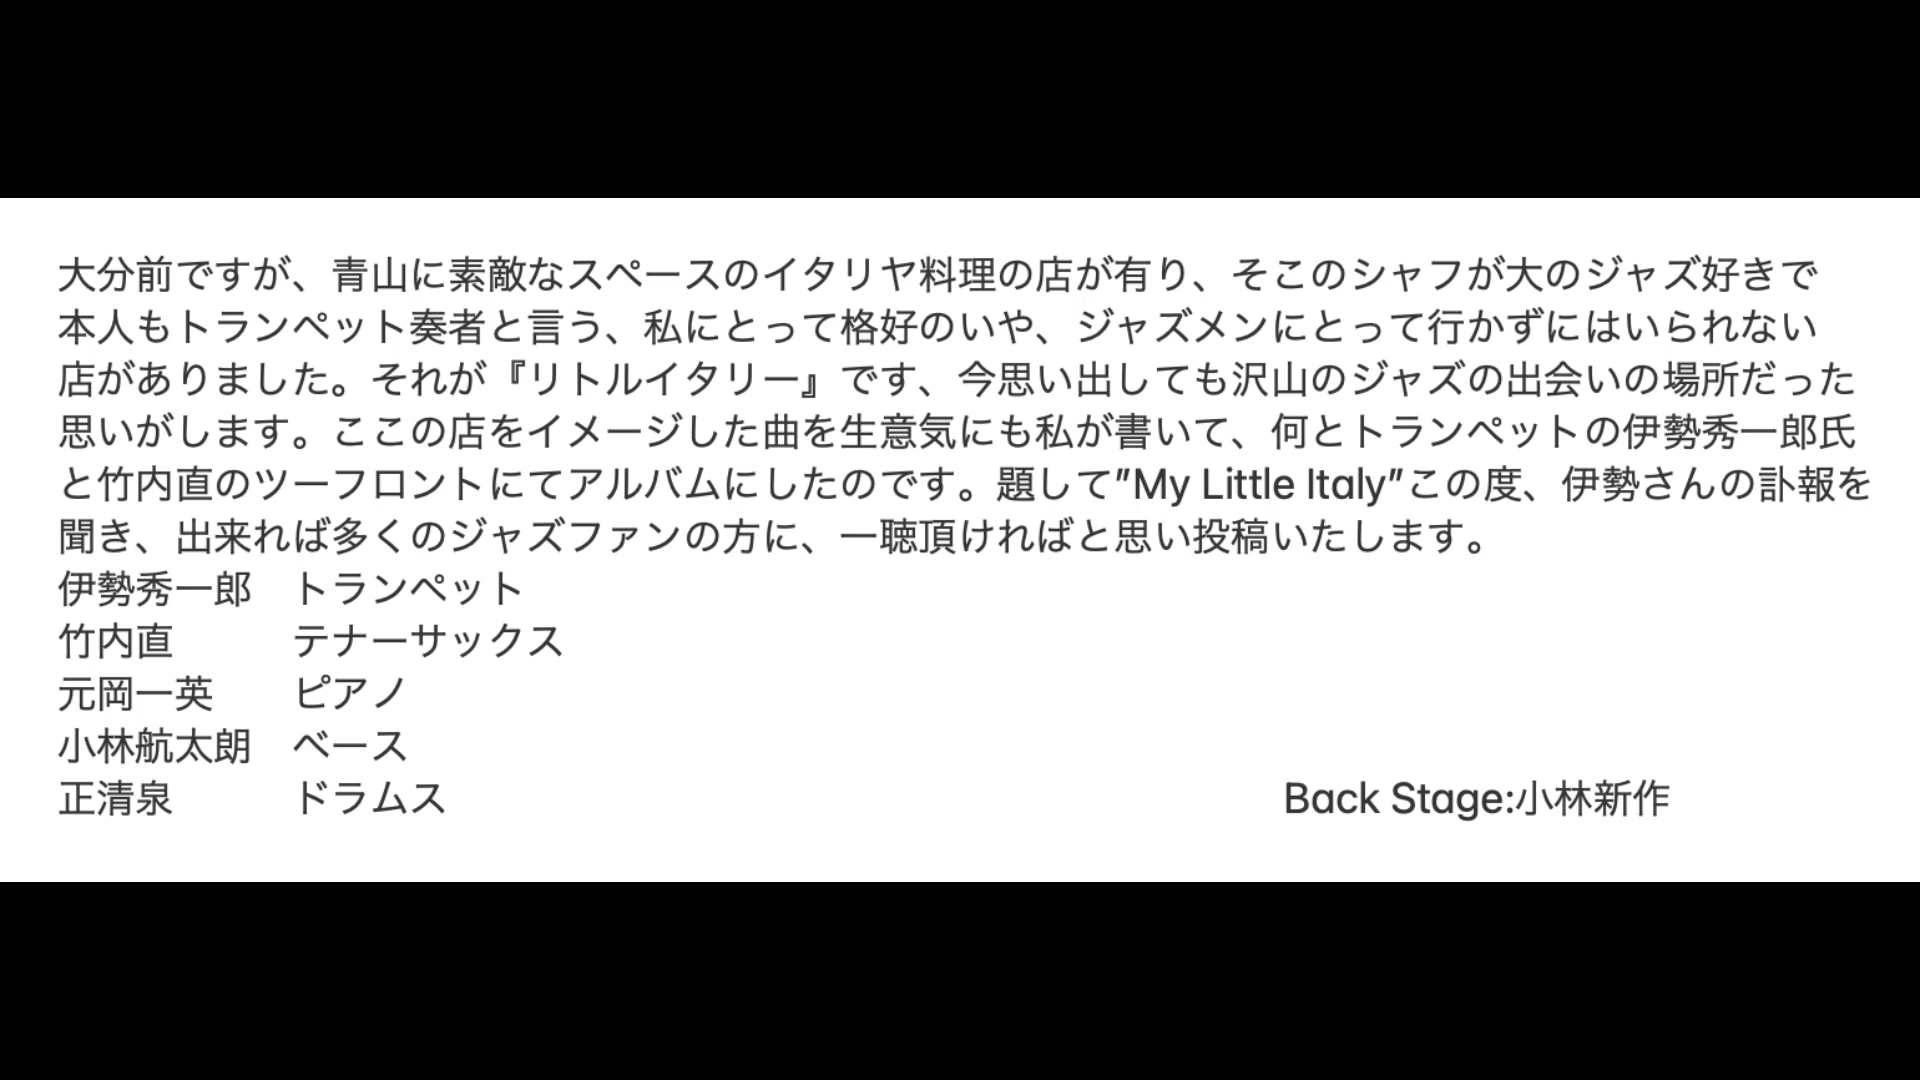 大分前ですが、青山に素敵なスペースのイタリヤ料理の店が有り、そこのシャフが大のジャズ好きで
本人もトランペット奏者と言う、私にとって格好のいや、ジャズメンにとって行かずにはいられない
店がありました。それが『リトルイタリー』です、今思い出しても沢山のジャズの出会いの場所だった
思いがします。ここの店をイメージした曲を生意気にも私が書いて、何とトランペットの伊勢秀一郎氏
と竹内直のツーフロントにてアルバムにしたのです。題して”My Little Italy”この度、伊勢さんの訃報を
聞き、出来れば多くのジャズファンの方に、一聴頂ければと思い投稿いたします。
伊勢秀一郎　トランペット
竹内直　　　テナーサックス
元岡一英　　ピアノ
小林航太朗　ベース
正清泉　　　ドラムス　　　Back Stage:小林新作